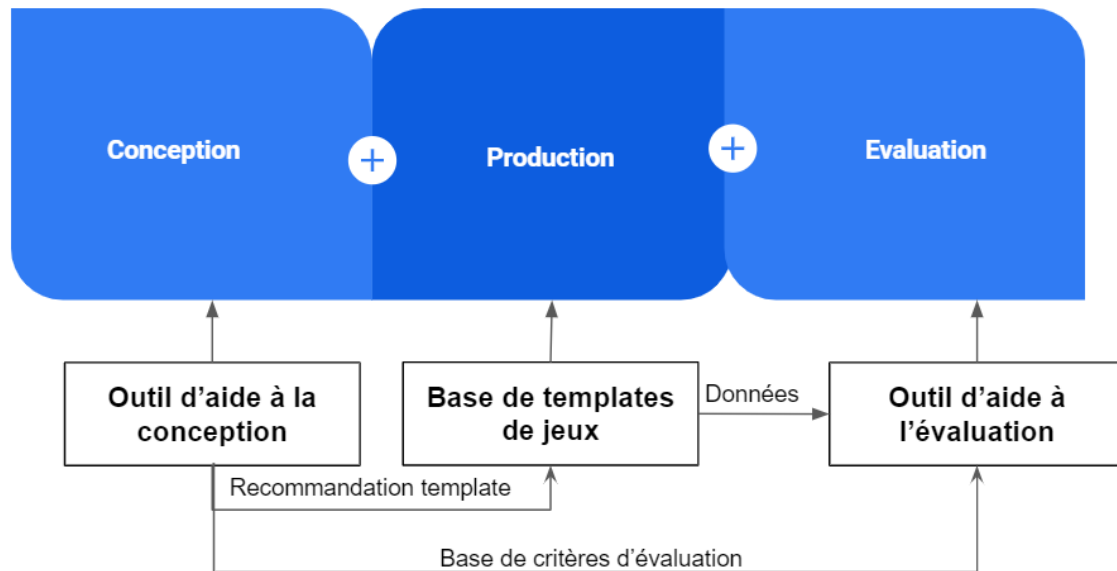 Conception
Production
Evaluation
Outil d'aide à la
conception
Base de templates
de jeux
Données
Outil d'aide à
l'évaluation
Recommandation template
Base de critères d'évaluation